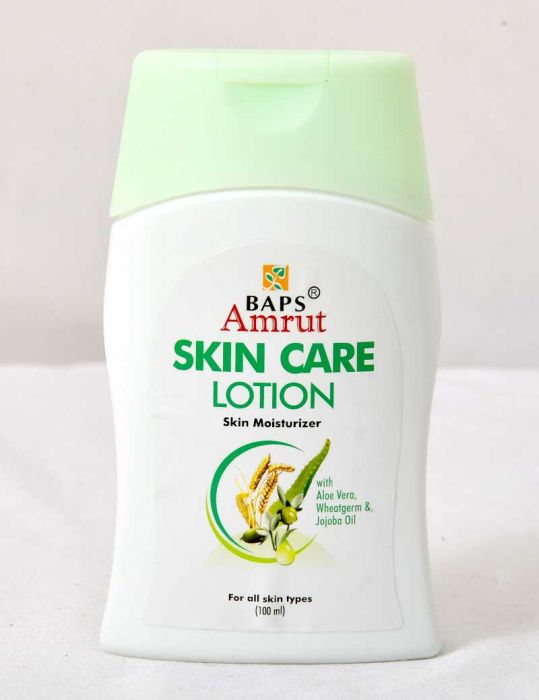 BAPS®
Amrut
SKIN CARE
LOTION
Skin Moisturizer
with
Aloe Vera,
Wheatgerm &,
Jojoba Oil
For all skin types
(100 ml)